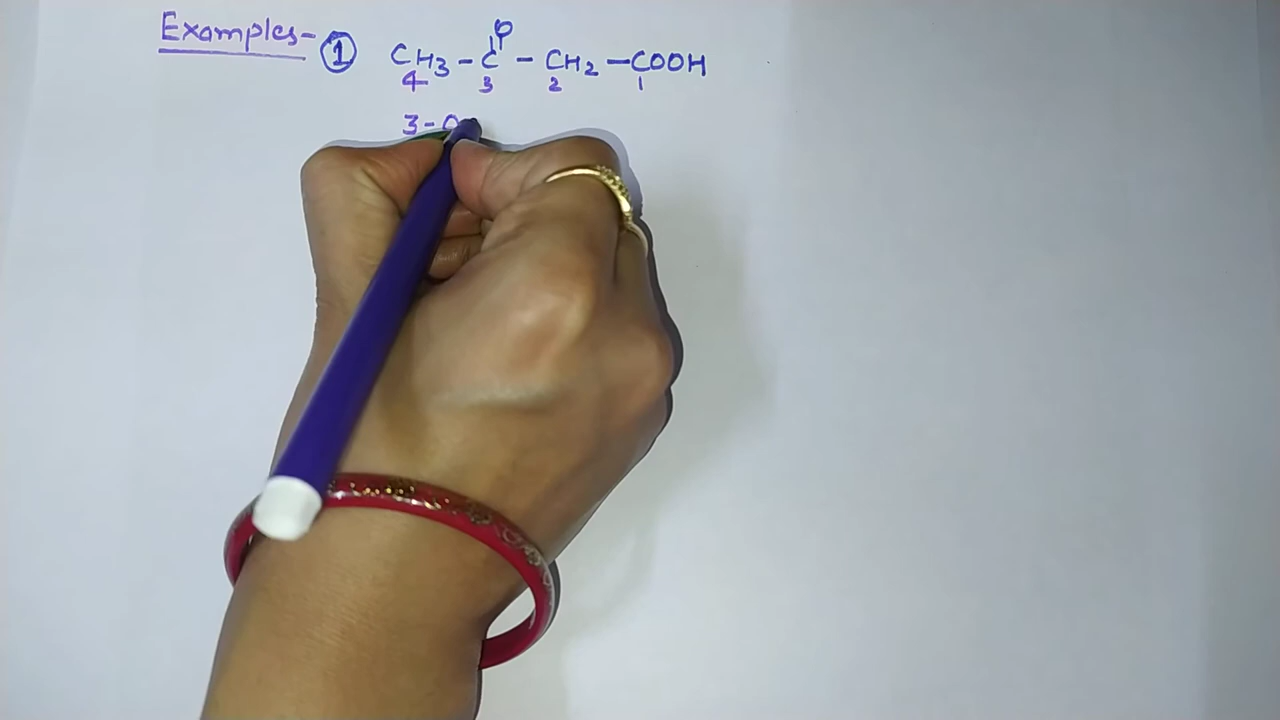 Examples- ① O
CH3 - C - CH2 - COOH
4 3 2 1
3-O